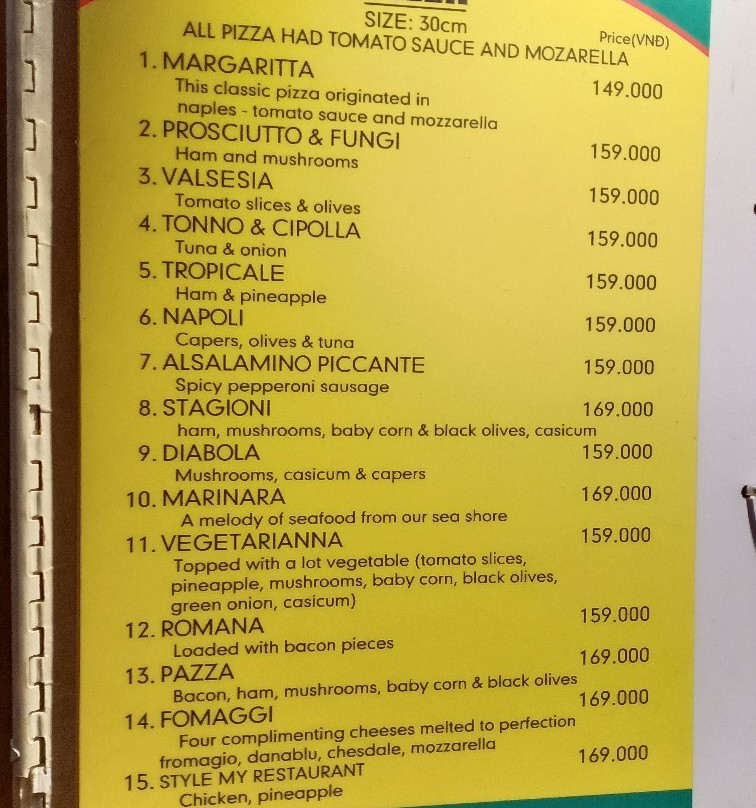 SIZE: 30cm
Price(VNĐ)
ALL PIZZA HAD TOMATO SAUCE AND MOZARELLA
1. MARGARITTA 149.000
This classic pizza originated in
naples - tomato sauce and mozzarella
2. PROSCIUTTO & FUNGI 159.000
Ham and mushrooms
3. VALSESIA 159.000
Tomato slices & olives
4. TONNO & CIPOLLA 159.000
Tuna & onion
5. TROPICALE 159.000
Ham & pineapple
6. NAPOLI 159.000
Capers, olives & tuna
7. ALSALAMINO PICCANTE 159.000
Spicy pepperoni sausage
8. STAGIONI 169.000
ham, mushrooms, baby corn & black olives, casicum
9. DIABOLA 159.000
Mushrooms, casicum & capers
10. MARINARA 169.000
A melody of seafood from our sea shore
11. VEGETARIANNA 159.000
Topped with a lot vegetable (tomato slices,
pineapple, mushrooms, baby corn, black olives,
green onion, casicum)
12. ROMANA 159.000
Loaded with bacon pieces
13. PAZZA 169.000
Bacon, ham, mushrooms, baby corn & black olives
14. FOMAGGI 169.000
Four complimenting cheeses melted to perfection
fromagio, danablu, chesdale, mozzarella
15. STYLE MY RESTAURANT 169.000
Chicken, pineapple